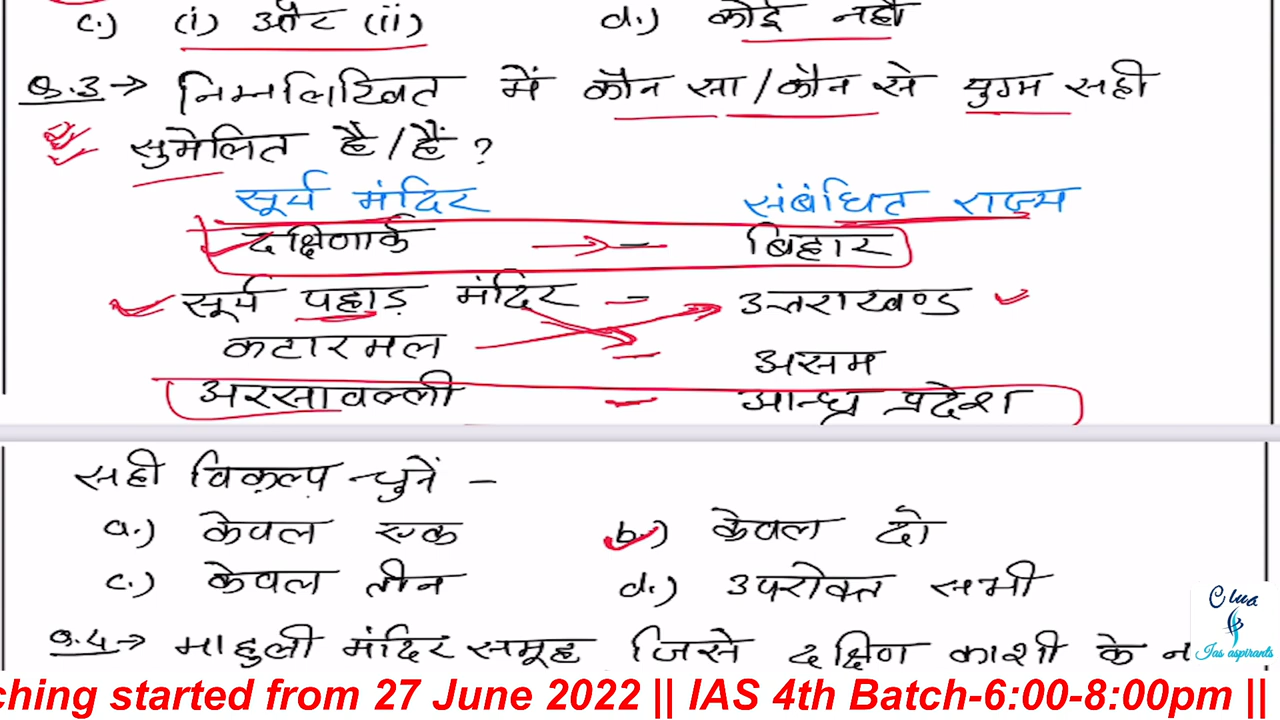 c.) (i) और (ii) d.) कोई नहीं
Q.3→ निम्नलिखित में कौन सा/कौन से युग्म सही
सुमेलित है/हैं?
सूर्य मंदिर संबंधित राज्य
दक्षिणार्क - बिहार
सूर्य पहाड़ मंदिर - उत्तराखण्ड
कटारमल - असम
अरसावल्ली - आन्ध्र प्रदेश
सही विकल्प चुनें -
a.) केवल एक b.) केवल दो
c.) केवल तीन d.) उपरोक्त सभी
Q.4→ माहुली मंदिर समूह जिसे दक्षिण काशी के न
Clue
Ias aspirants
ching started from 27 June 2022 || IAS 4th Batch-6:00-8:00pm ||